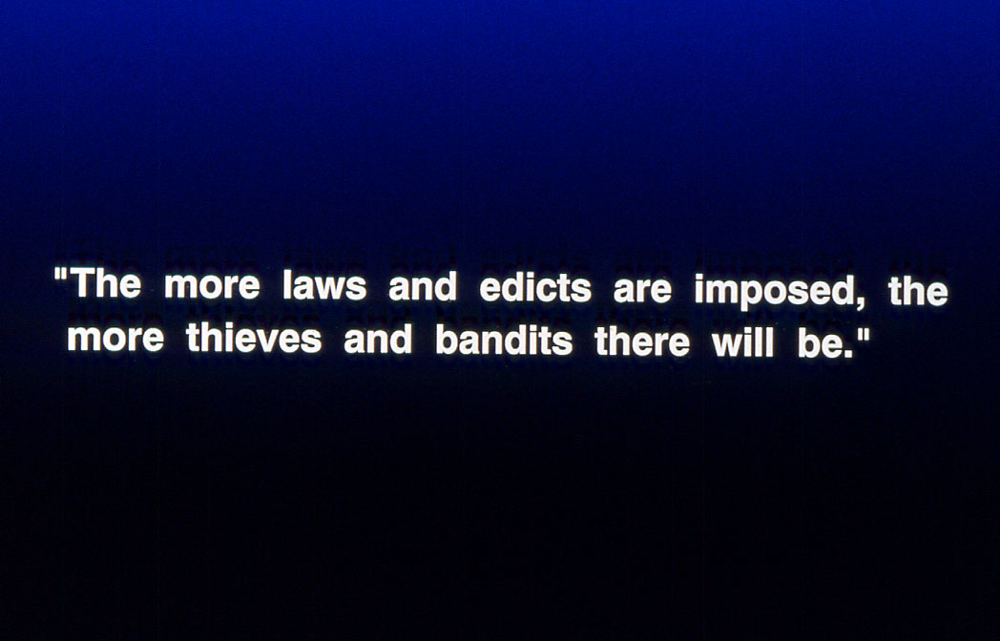 "The more laws and edicts are imposed, the
more thieves and bandits there will be."